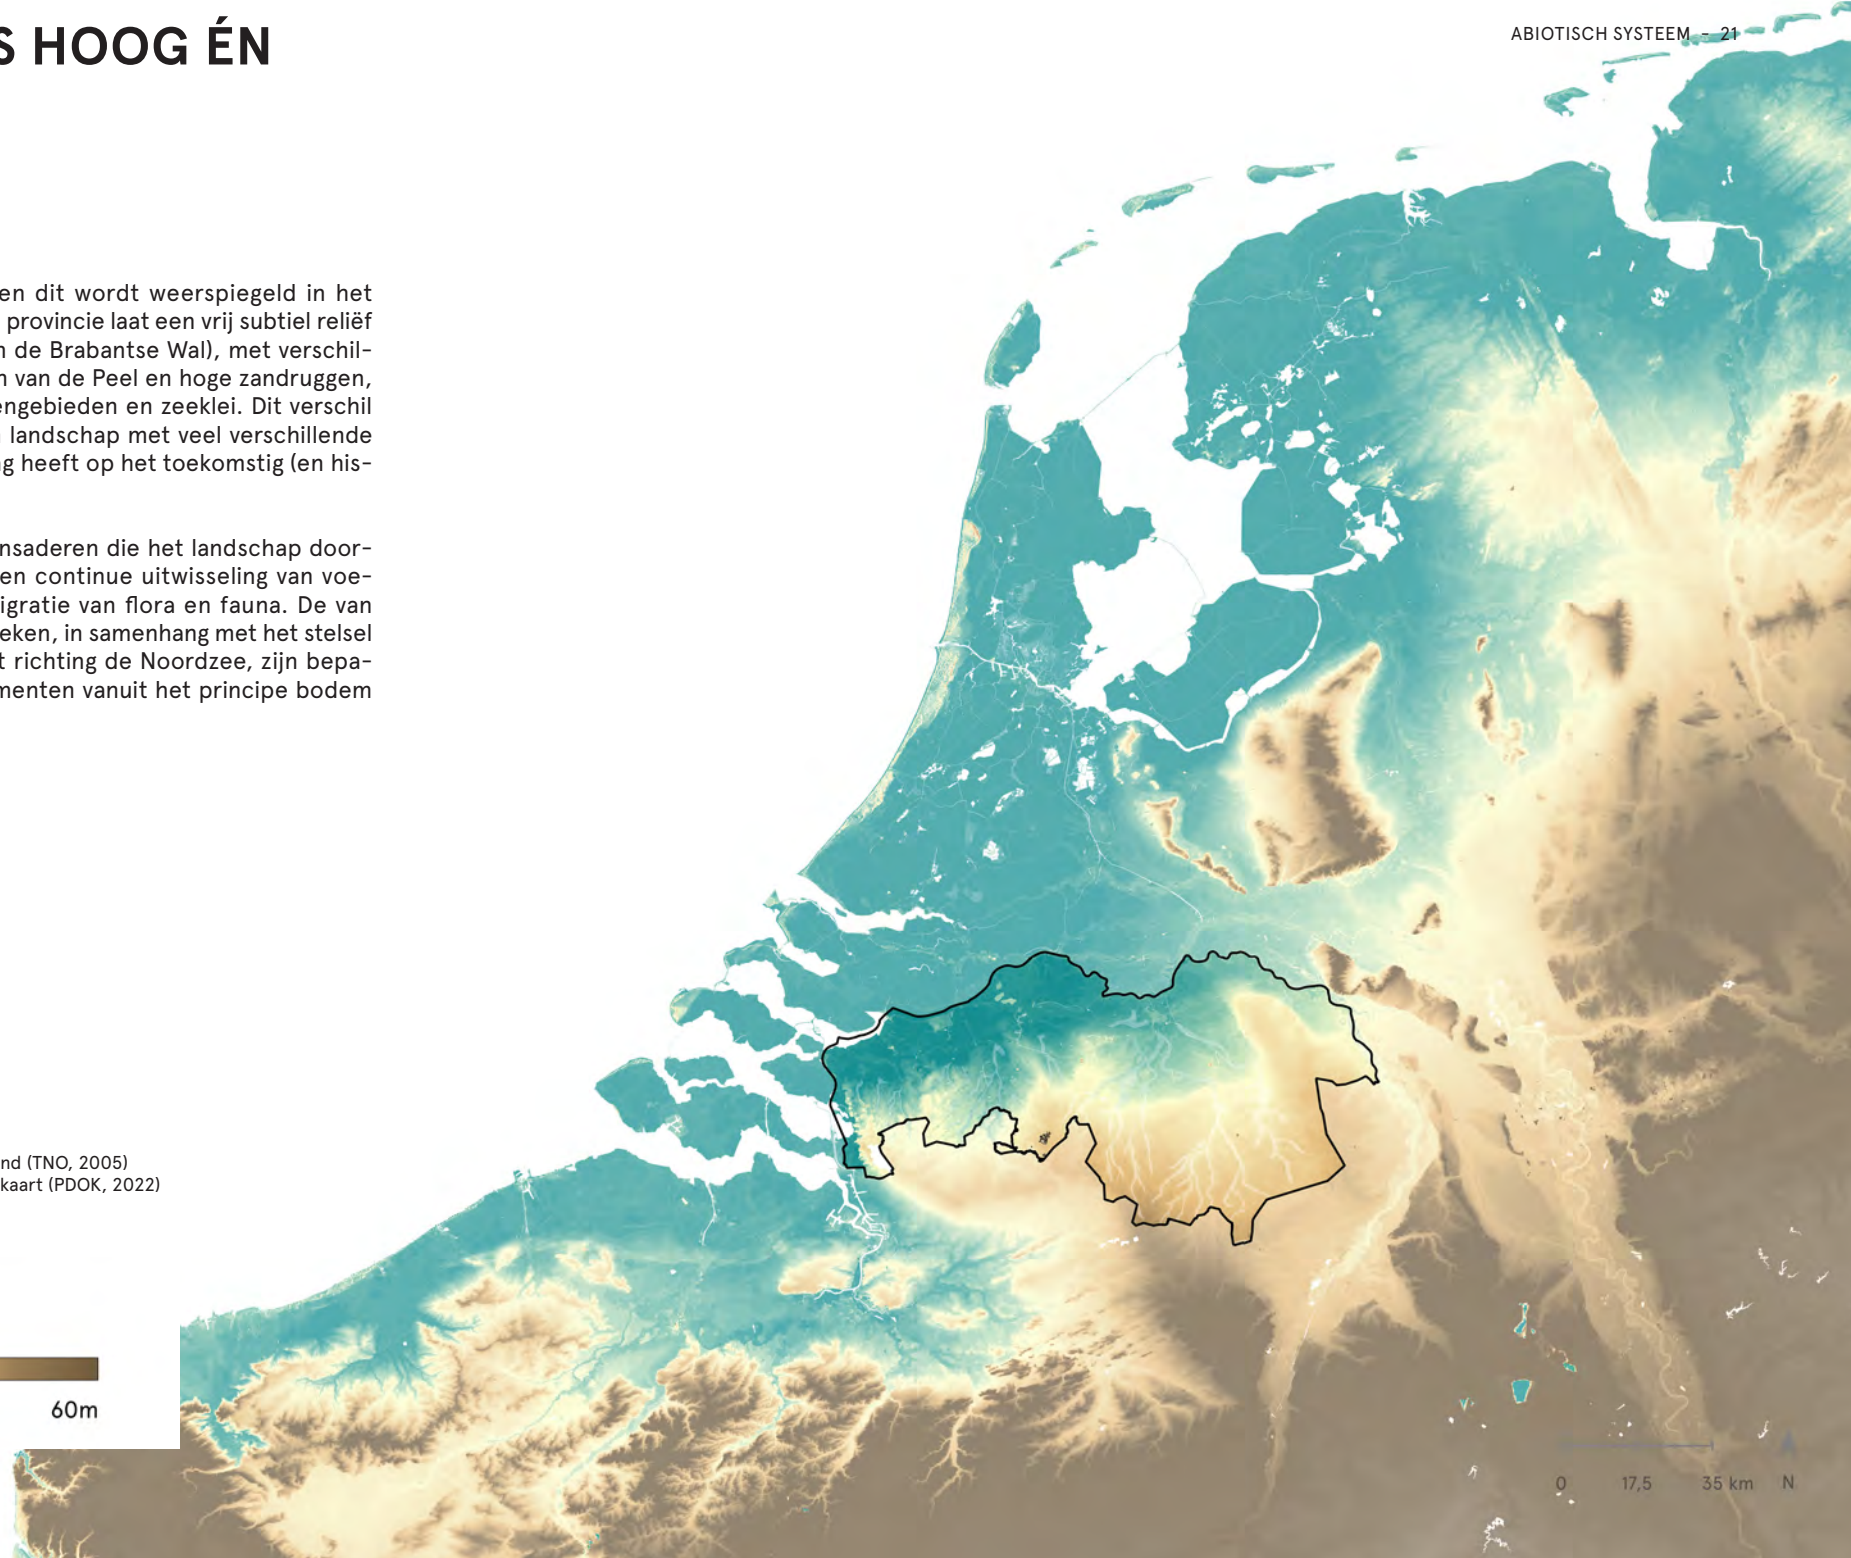 S HOOG ÉN
ABIOTISCH SYSTEEM - 21
en dit wordt weerspiegeld in het
provincie laat een vrij subtiel reliëf
de Brabantse Wal), met verschil-
van de Peel en hoge zandruggen,
engebieden en zeeklei. Dit verschil
landschap met veel verschillende
g heeft op het toekomstig (en his-
nsaderen die het landschap door-
en continue uitwisseling van voe-
igratie van flora en fauna. De van
eken, in samenhang met het stelsel
t richting de Noordzee, zijn bepa-
menten vanuit het principe bodem
nd (TNO, 2005)
kaart (PDOK, 2022)
60m
0 17,5 35 km N